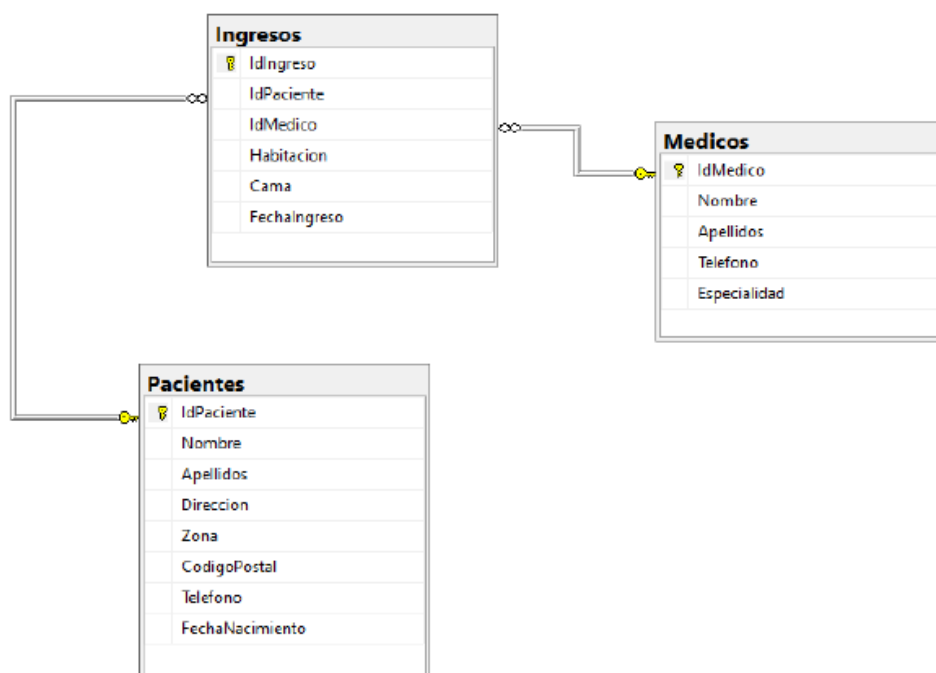 Ingresos
IdIngreso
IdPaciente
IdMedico
Habitacion
Cama
FechaIngreso
Medicos
IdMedico
Nombre
Apellidos
Telefono
Especialidad
Pacientes
IdPaciente
Nombre
Apellidos
Direccion
Zona
CodigoPostal
Telefono
FechaNacimiento